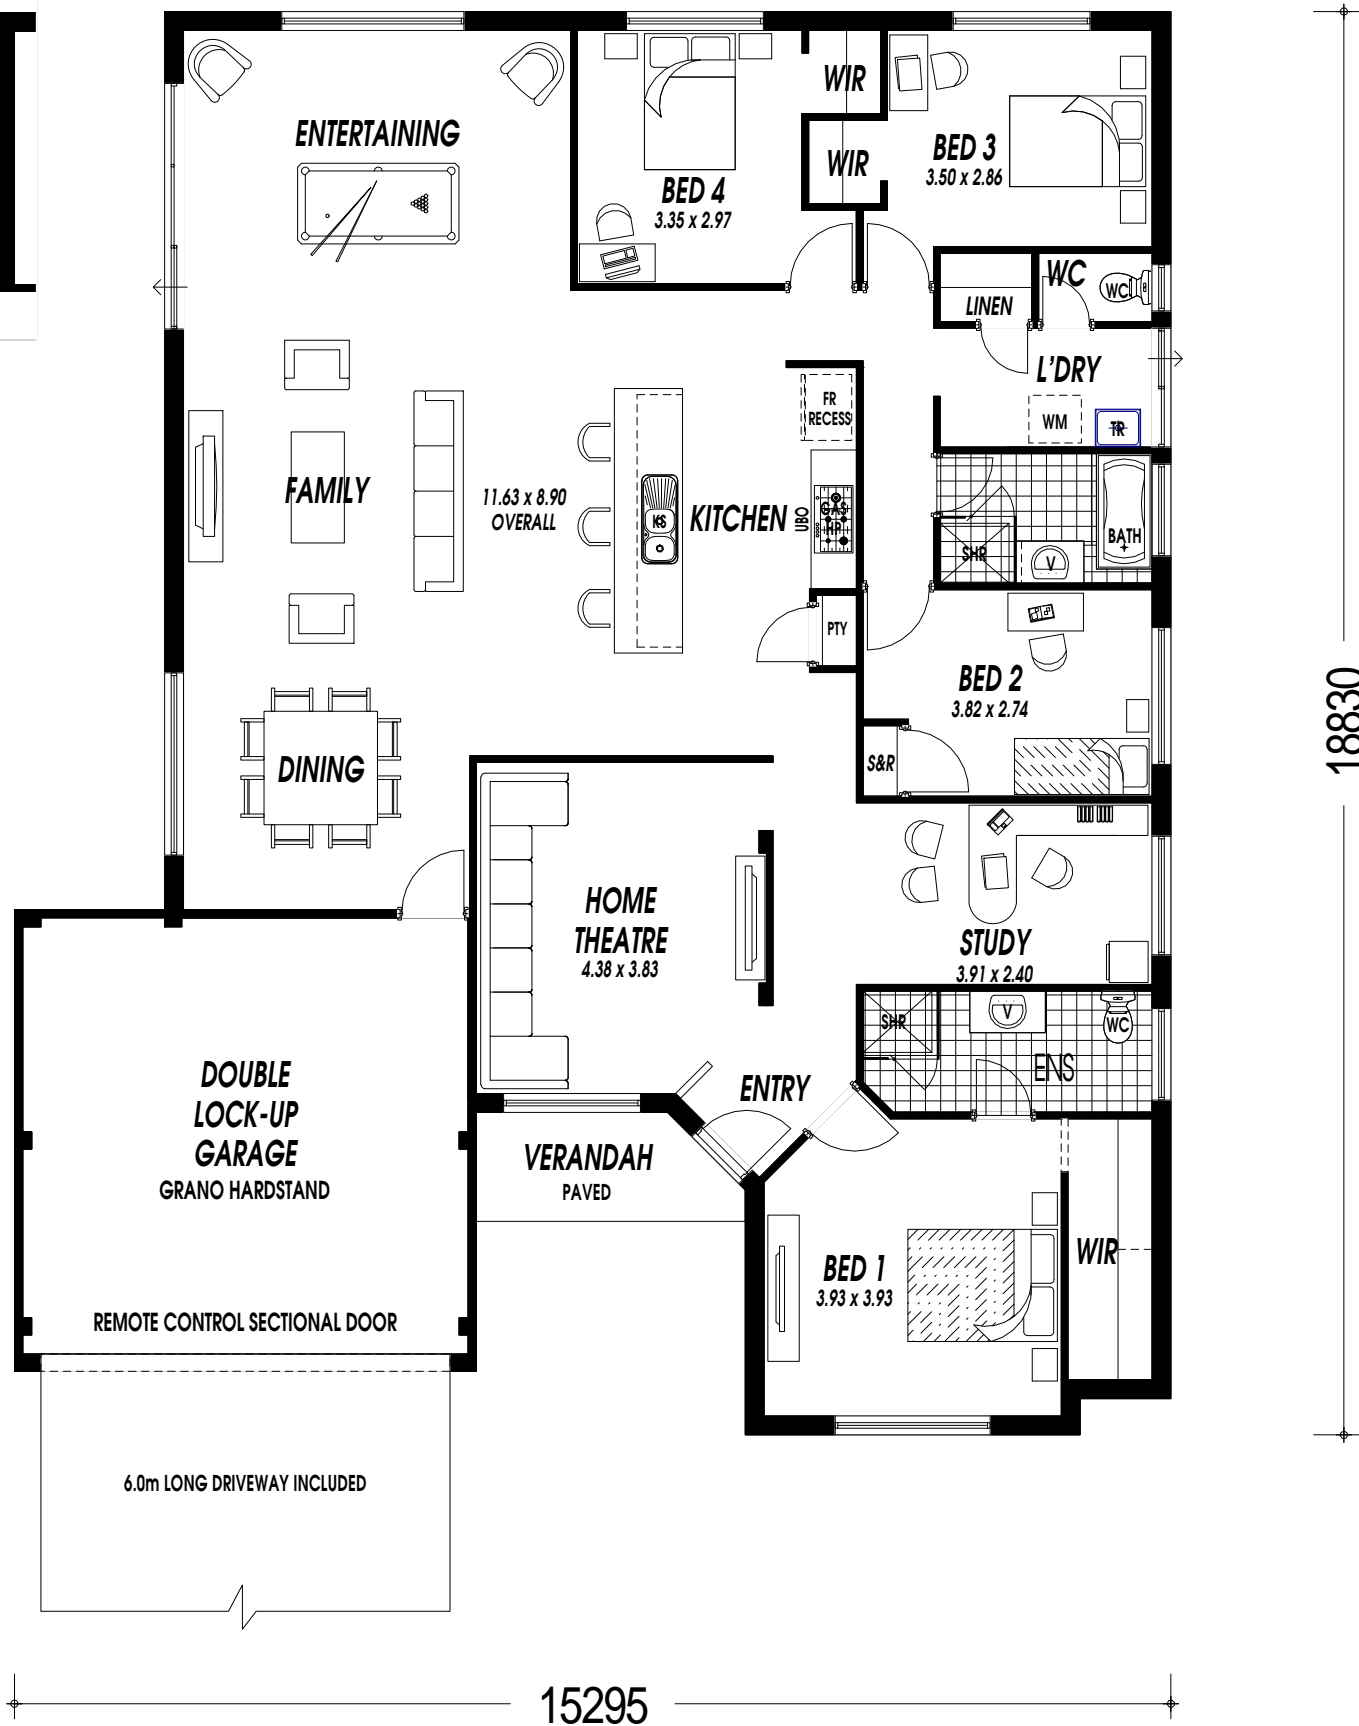 ENTERTAINING
WIR
WIR
BED 3
3.50 x 2.86
BED 4
3.35 x 2.97
WC
WC
LINEN
L'DRY
WM
TR
FR
RECESS
FAMILY
11.63 x 8.90
OVERALL
KS
KITCHEN
UBO
GAS
HP
SHR
V
BATH
PTY
BED 2
3.82 x 2.74
S&R
DINING
18830
HOME
THEATRE
4.38 x 3.83
STUDY
3.91 x 2.40
SHR
V
WC
ENS
ENTRY
DOUBLE
LOCK-UP
GARAGE
GRANO HARDSTAND
VERANDAH
PAVED
WIR
BED 1
3.93 x 3.93
REMOTE CONTROL SECTIONAL DOOR
6.0m LONG DRIVEWAY INCLUDED
15295